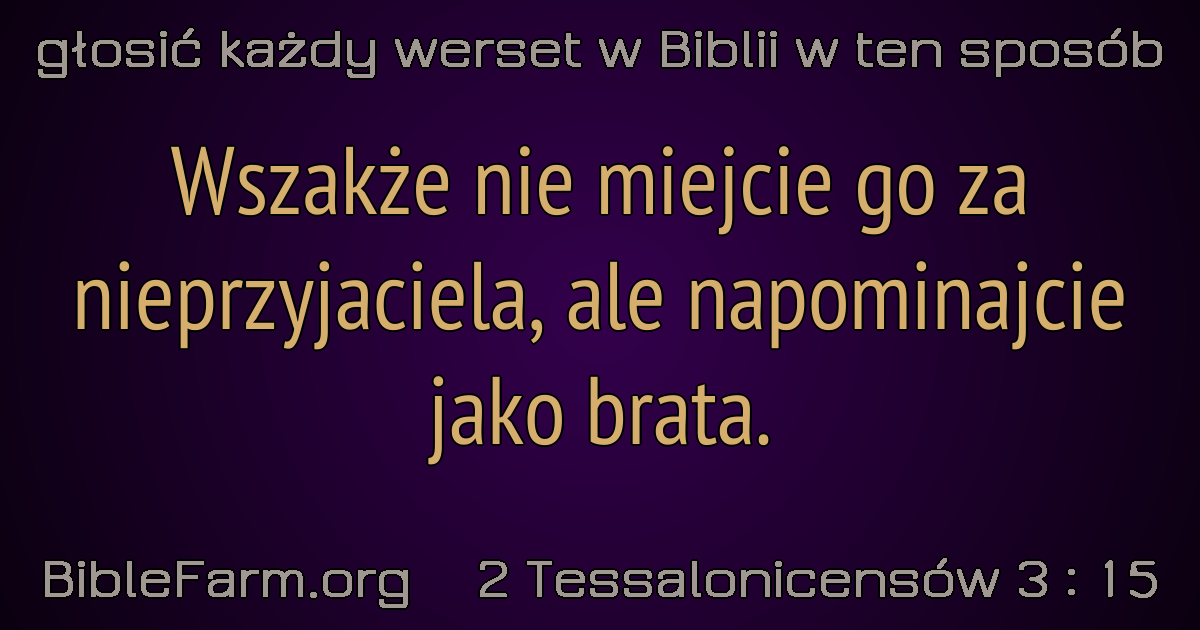 głosić każdy werset w Biblii w ten sposób
Wszakże nie miejcie go za
nieprzyjaciela, ale napominajcie
jako brata.
BibleFarm.org 2 Tessalonicensów 3 : 15